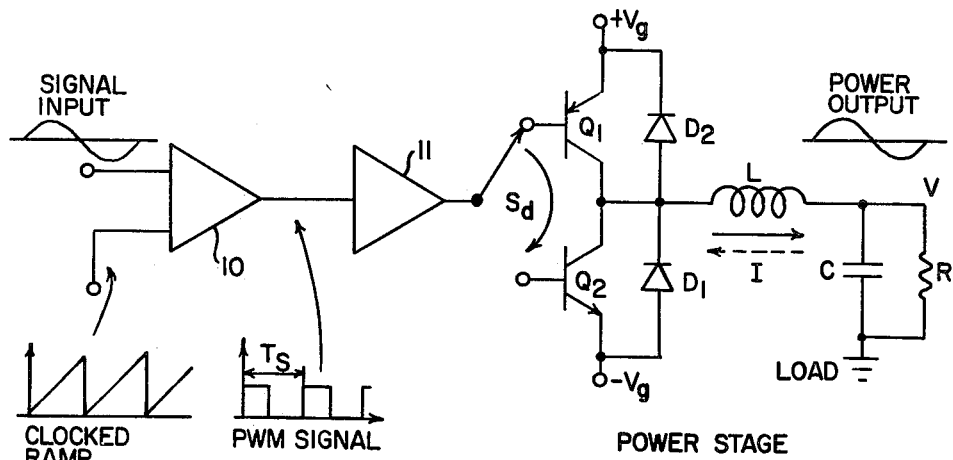 SIGNAL
INPUT
10
11
Sd
+Vg
Q1
D2
Q2
D1
-Vg
L
I
V
C
R
LOAD
POWER
OUTPUT
CLOCKED
RAMP
TS
PWM SIGNAL
POWER STAGE